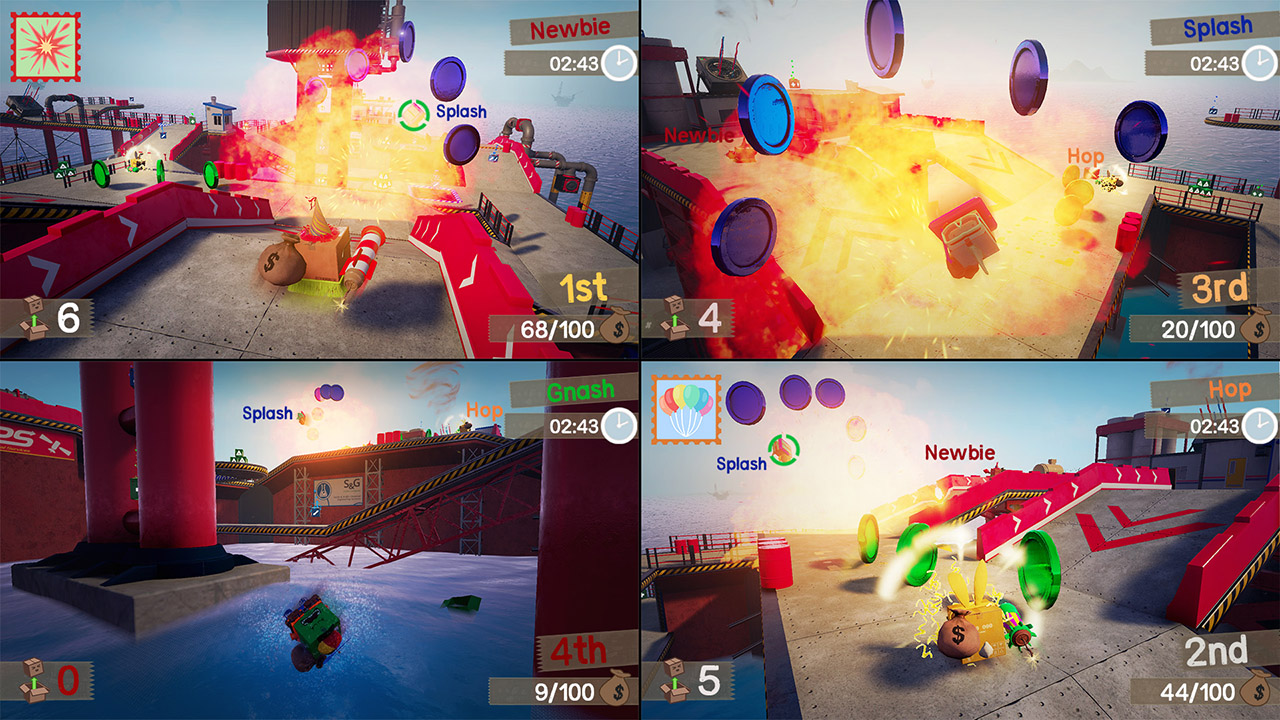 Newbie
02:43
Splash
6
1st
68/100
$
$
Splash
02:43
Newbie
Hop
4
3rd
20/100
$
Gnash
02:43
Splash
Hop
S&G
0
4th
9/100
$
Hop
02:43
Newbie
Splash
$
5
2nd
44/100
$